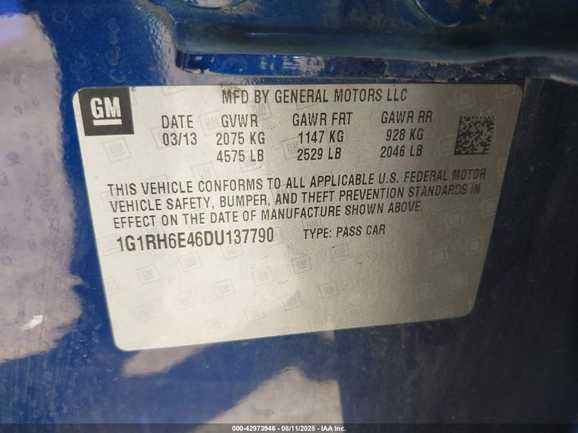 GM
MFD BY GENERAL MOTORS LLC
DATE GVWR GAWR FRT GAWR RR
03/13 2075 KG 1147 KG 928 KG
4575 LB 2529 LB 2046 LB
THIS VEHICLE CONFORMS TO ALL APPLICABLE U.S. FEDERAL MOTOR
VEHICLE SAFETY, BUMPER, AND THEFT PREVENTION STANDARDS IN
EFFECT ON THE DATE OF MANUFACTURE SHOWN ABOVE.
1G1RH6E46DU137790 TYPE: PASS CAR
000-42973946 - 08/11/2025 - IAA Inc.